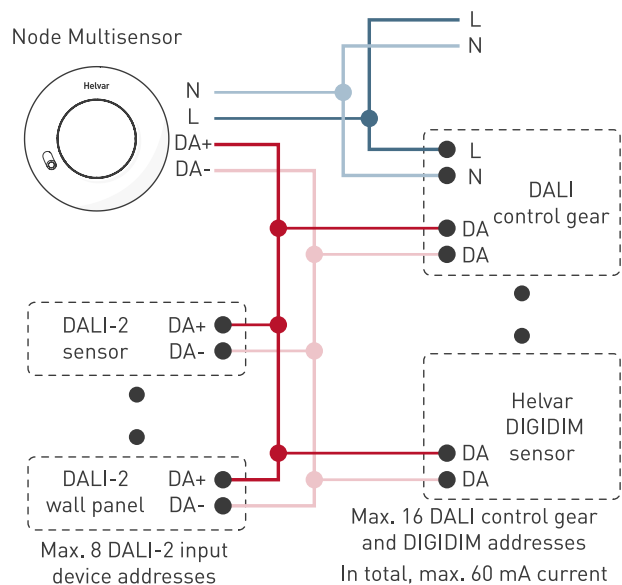 Node Multisensor
Helvar
N
L
DA+
DA-
L
N
L
N
DALI
control gear
DA
DA
DALI-2
sensor
DA+
DA-
Helvar
DIGIDIM
sensor
DA
DA
DALI-2
wall panel
DA+
DA-
Max. 8 DALI-2 input
device addresses
Max. 16 DALI control gear
and DIGIDIM addresses
In total, max. 60 mA current